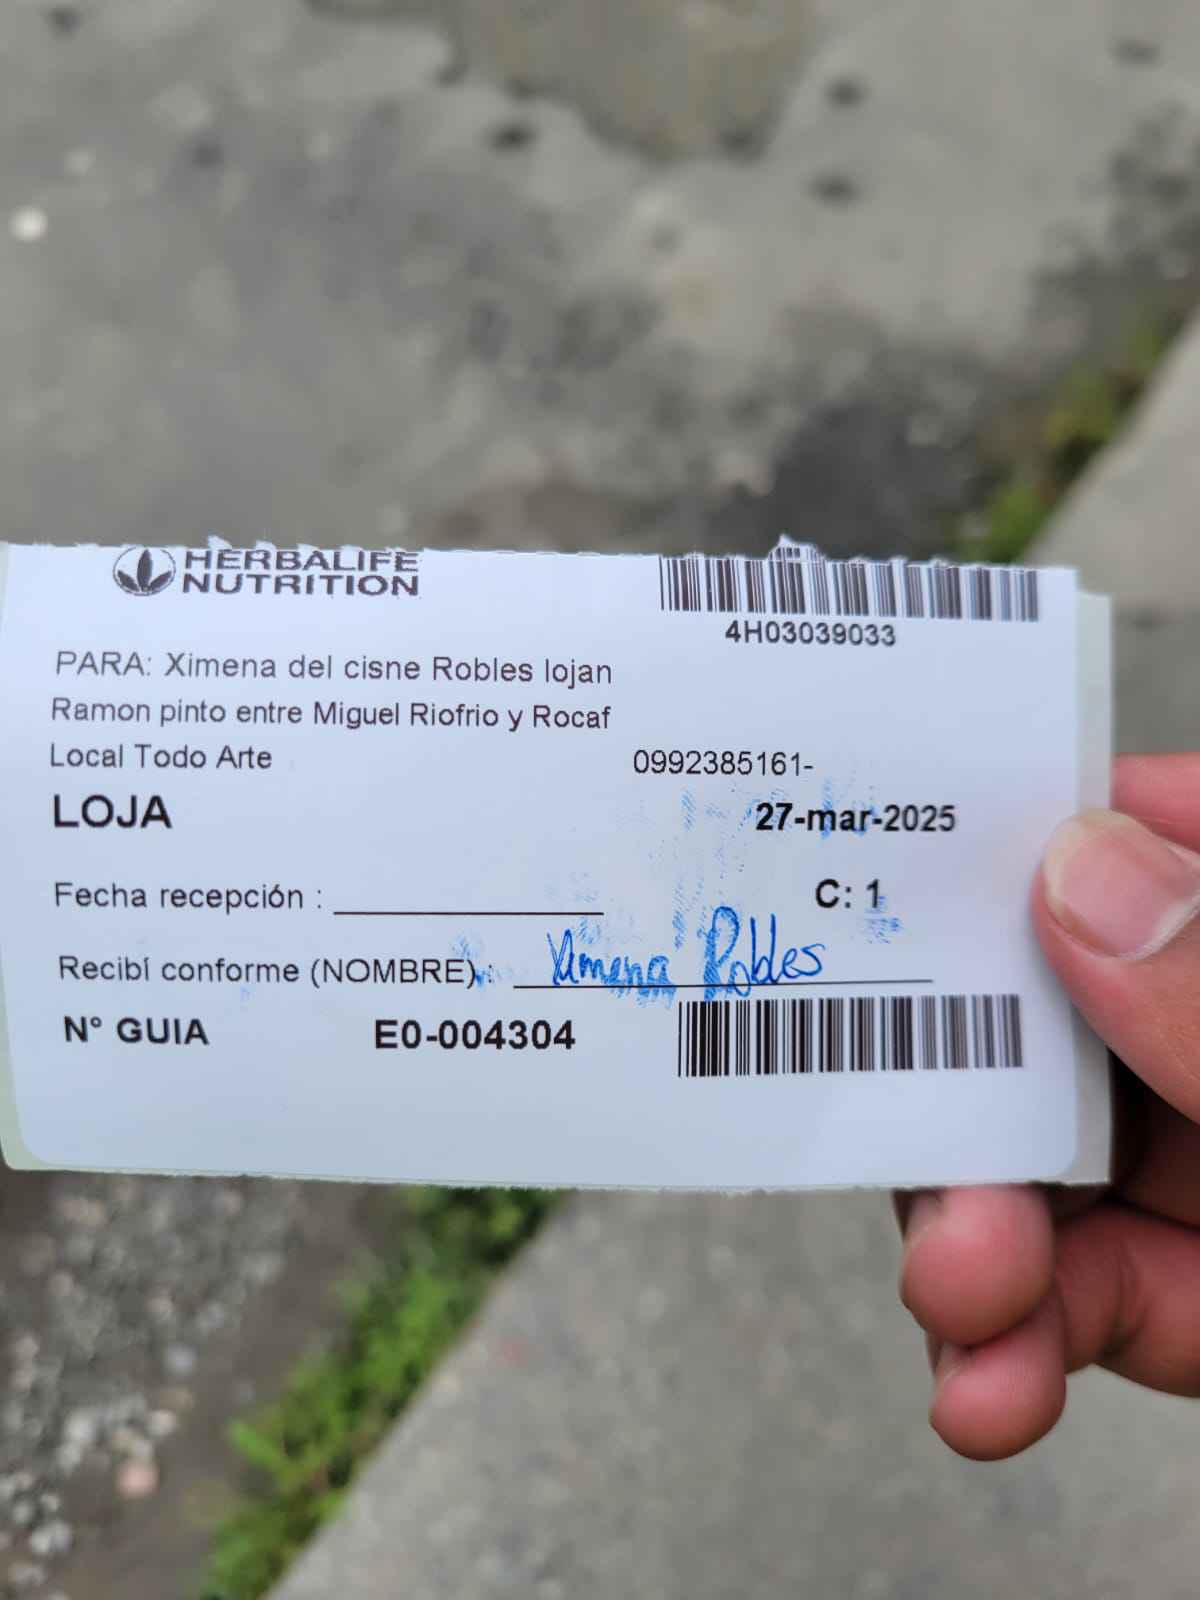 HERBALIFE
NUTRITION
4H03039033
PARA: Ximena del cisne Robles lojan
Ramon pinto entre Miguel Riofrio y Rocaf
Local Todo Arte 0992385161-
LOJA 27-mar-2025
Fecha recepción : C: 1
Recibí conforme (NOMBRE) : Ximena Robles
N° GUIA E0-004304